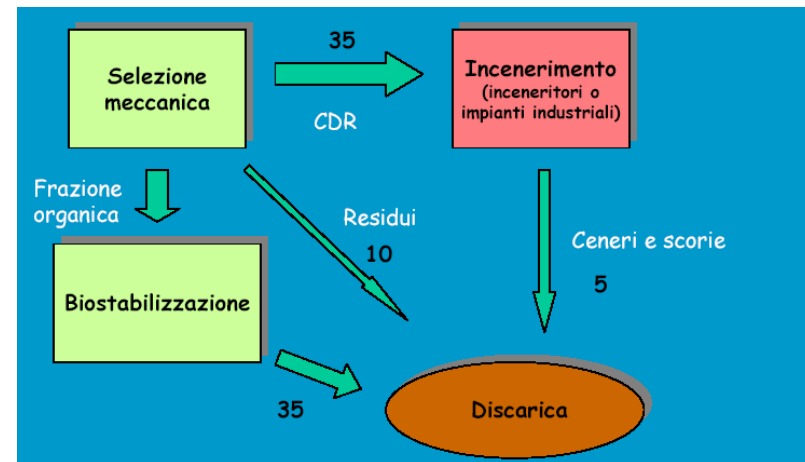 35
Selezione
meccanica
Incenerimento
(inceneritori o
impianti industriali)
CDR
Frazione
organica
Residui
10
Ceneri e scorie
5
Biostabilizzazione
35
Discarica